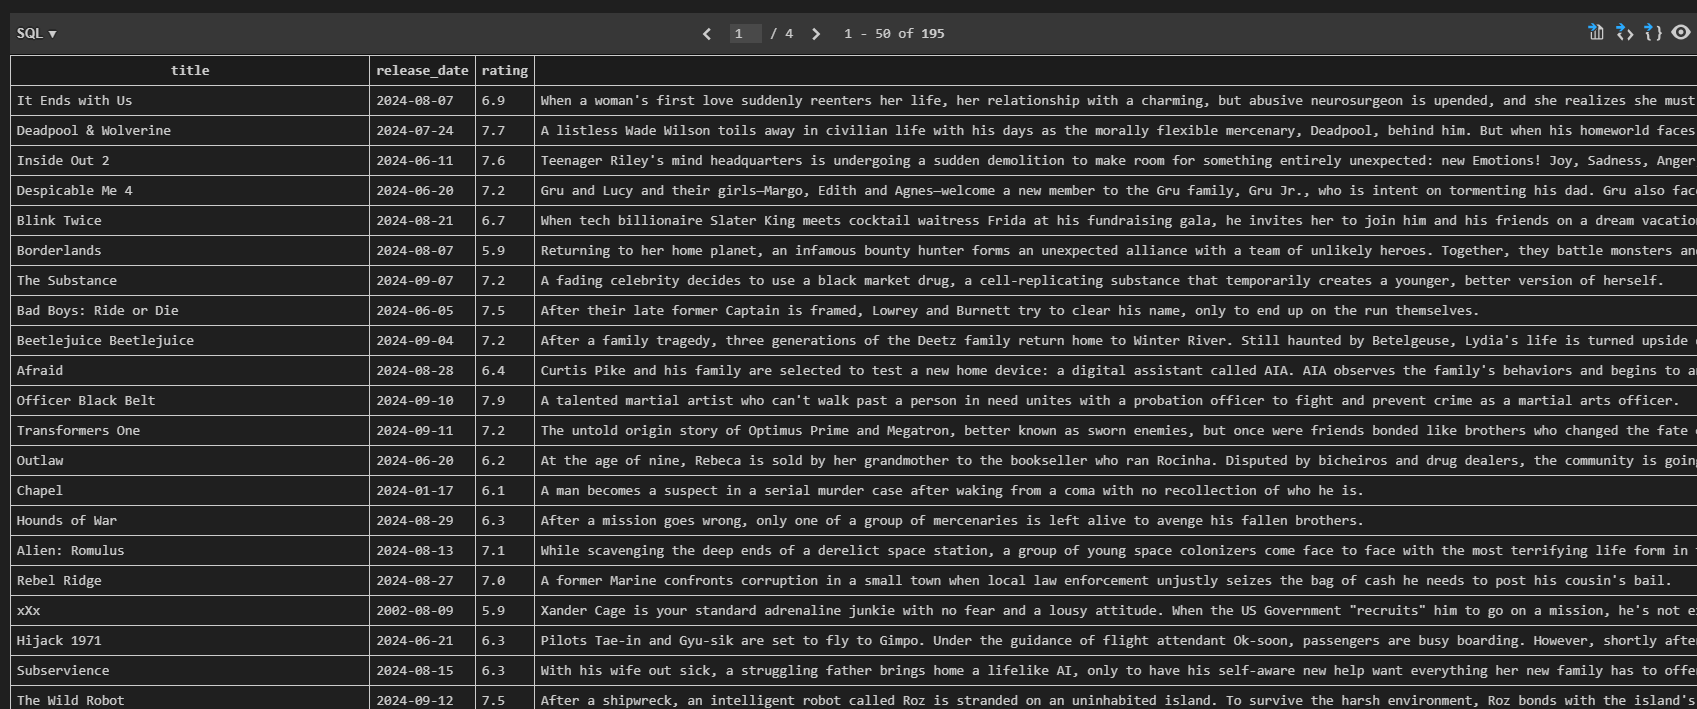 SQL ▼ < 1 / 4 > 1 - 50 of 195
title release_date rating
It Ends with Us 2024-08-07 6.9 When a woman's first love suddenly reenters her life, her relationship with a charming, but abusive neurosurgeon is upended, and she realizes she must
Deadpool & Wolverine 2024-07-24 7.7 A listless Wade Wilson toils away in civilian life with his days as the morally flexible mercenary, Deadpool, behind him. But when his homeworld faces
Inside Out 2 2024-06-11 7.6 Teenager Riley's mind headquarters is undergoing a sudden demolition to make room for something entirely unexpected: new Emotions! Joy, Sadness, Anger
Despicable Me 4 2024-06-20 7.2 Gru and Lucy and their girls—Margo, Edith and Agnes—welcome a new member to the Gru family, Gru Jr., who is intent on tormenting his dad. Gru also fac
Blink Twice 2024-08-21 6.7 When tech billionaire Slater King meets cocktail waitress Frida at his fundraising gala, he invites her to join him and his friends on a dream vacatio
Borderlands 2024-08-07 5.9 Returning to her home planet, an infamous bounty hunter forms an unexpected alliance with a team of unlikely heroes. Together, they battle monsters an
The Substance 2024-09-07 7.2 A fading celebrity decides to use a black market drug, a cell-replicating substance that temporarily creates a younger, better version of herself.
Bad Boys: Ride or Die 2024-06-05 7.5 After their late former Captain is framed, Lowrey and Burnett try to clear his name, only to end up on the run themselves.
Beetlejuice Beetlejuice 2024-09-04 7.2 After a family tragedy, three generations of the Deetz family return home to Winter River. Still haunted by Betelgeuse, Lydia's life is turned upside
Afraid 2024-08-28 6.4 Curtis Pike and his family are selected to test a new home device: a digital assistant called AIA. AIA observes the family's behaviors and begins to a
Officer Black Belt 2024-09-10 7.9 A talented martial artist who can't walk past a person in need unites with a probation officer to fight and prevent crime as a martial arts officer.
Transformers One 2024-09-11 7.2 The untold origin story of Optimus Prime and Megatron, better known as sworn enemies, but once were friends bonded like brothers who changed the fate
Outlaw 2024-06-20 6.2 At the age of nine, Rebeca is sold by her grandmother to the bookseller who ran Rocinha. Disputed by bicheiros and drug dealers, the community is goin
Chapel 2024-01-17 6.1 A man becomes a suspect in a serial murder case after waking from a coma with no recollection of who he is.
Hounds of War 2024-08-29 6.3 After a mission goes wrong, only one of a group of mercenaries is left alive to avenge his fallen brothers.
Alien: Romulus 2024-08-13 7.1 While scavenging the deep ends of a derelict space station, a group of young space colonizers come face to face with the most terrifying life form in
Rebel Ridge 2024-08-27 7.0 A former Marine confronts corruption in a small town when local law enforcement unjustly seizes the bag of cash he needs to post his cousin's bail.
xXx 2002-08-09 5.9 Xander Cage is your standard adrenaline junkie with no fear and a lousy attitude. When the US Government "recruits" him to go on a mission, he's not e
Hijack 1971 2024-06-21 6.3 Pilots Tae-in and Gyu-sik are set to fly to Gimpo. Under the guidance of flight attendant Ok-soon, passengers are busy boarding. However, shortly afte
Subservience 2024-08-15 6.3 With his wife out sick, a struggling father brings home a lifelike AI, only to have his self-aware new help want everything her new family has to offe
The Wild Robot 2024-09-12 7.5 After a shipwreck, an intelligent robot called Roz is stranded on an uninhabited island. To survive the harsh environment, Roz bonds with the island's